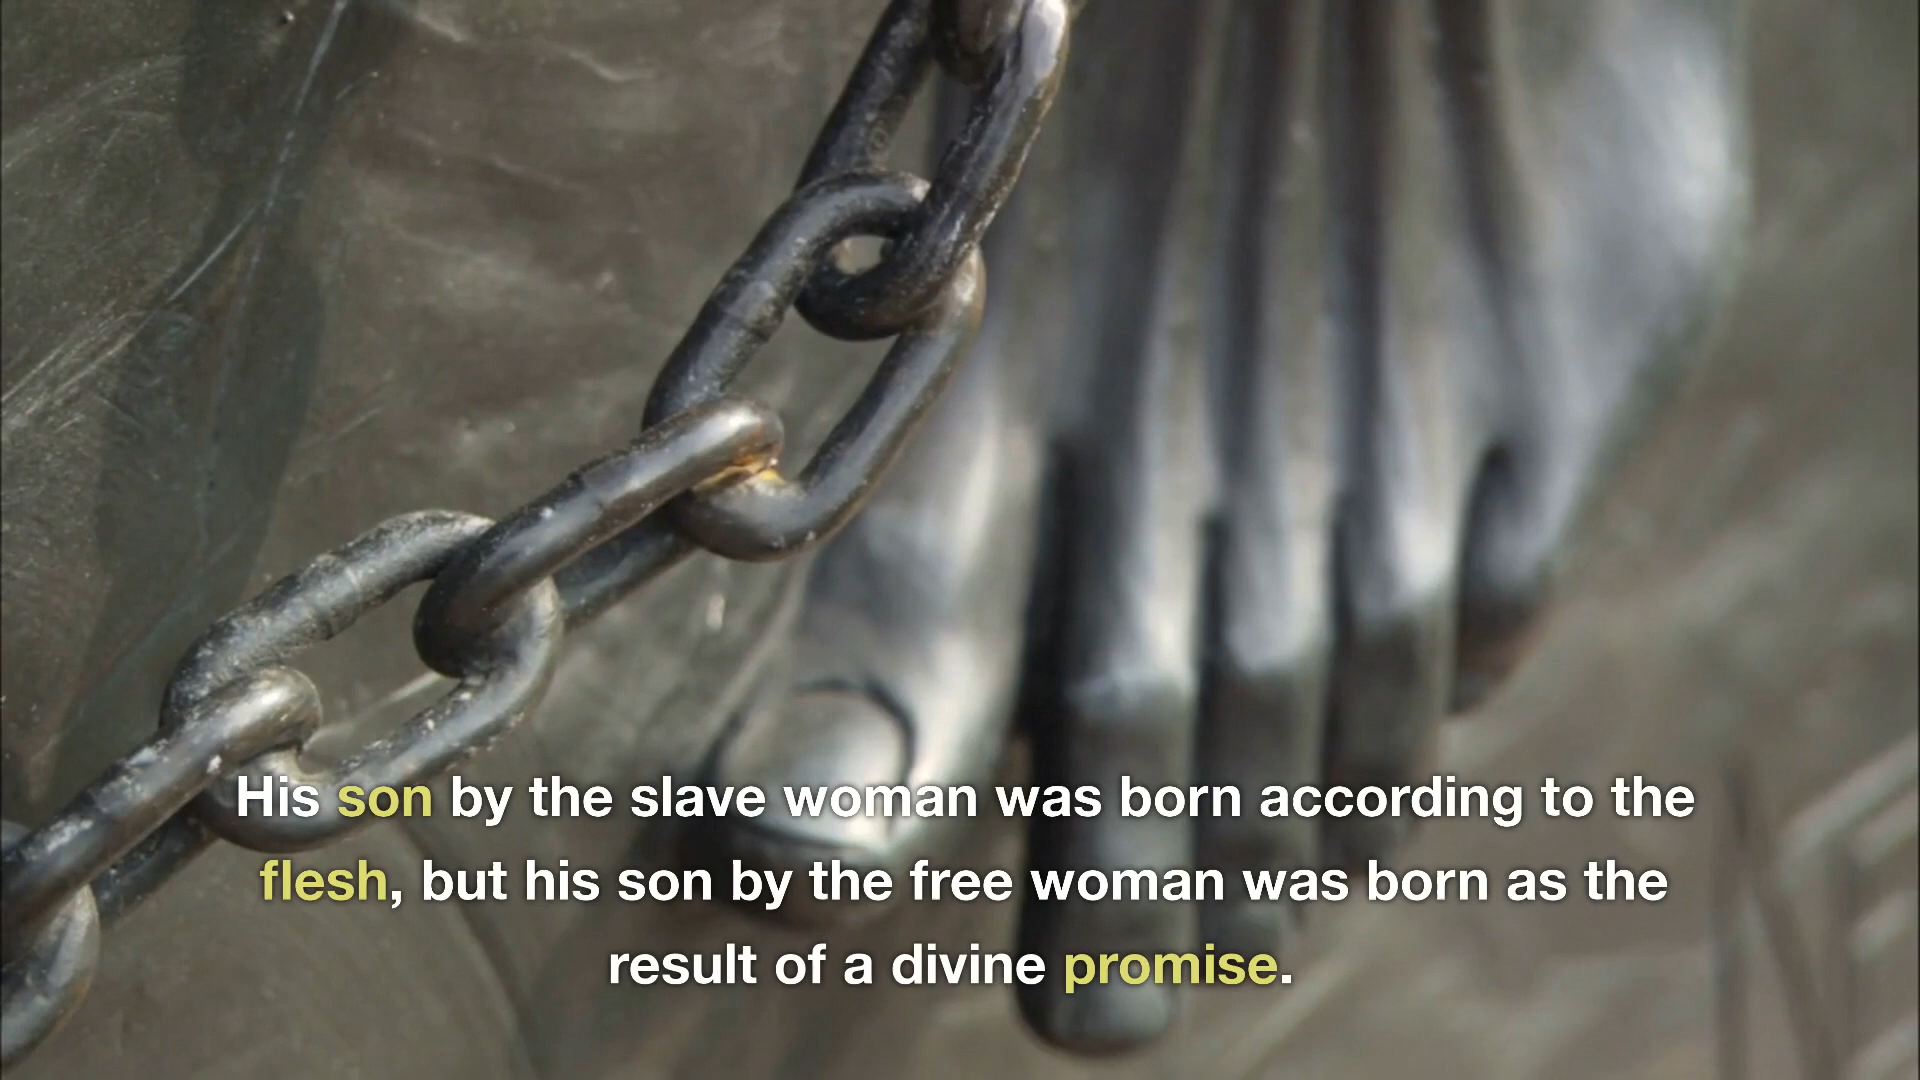 His son by the slave woman was born according to the
flesh, but his son by the free woman was born as the
result of a divine promise.